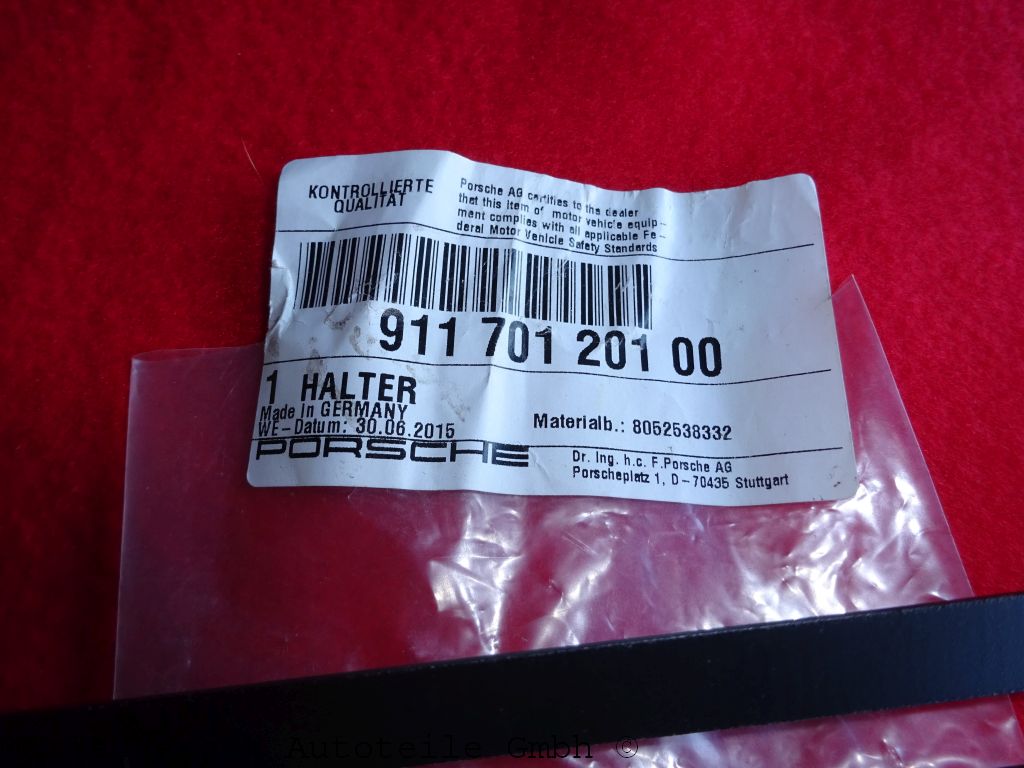 KONTROLLIERTE
QUALITÄT
Porsche AG certifies to the dealer
that this item of motor vehicle equip-
ment complies with all applicable Fe-
deral Motor Vehicle Safety Standards
911 701 201 00
1 HALTER
Made in GERMANY
WE-Datum: 30.06.2015
Materialb.: 8052538332
PORSCHE
Dr. Ing. h.c. F.Porsche AG
Porscheplatz 1, D-70435 Stuttgart
Autoteile Gmbh ©